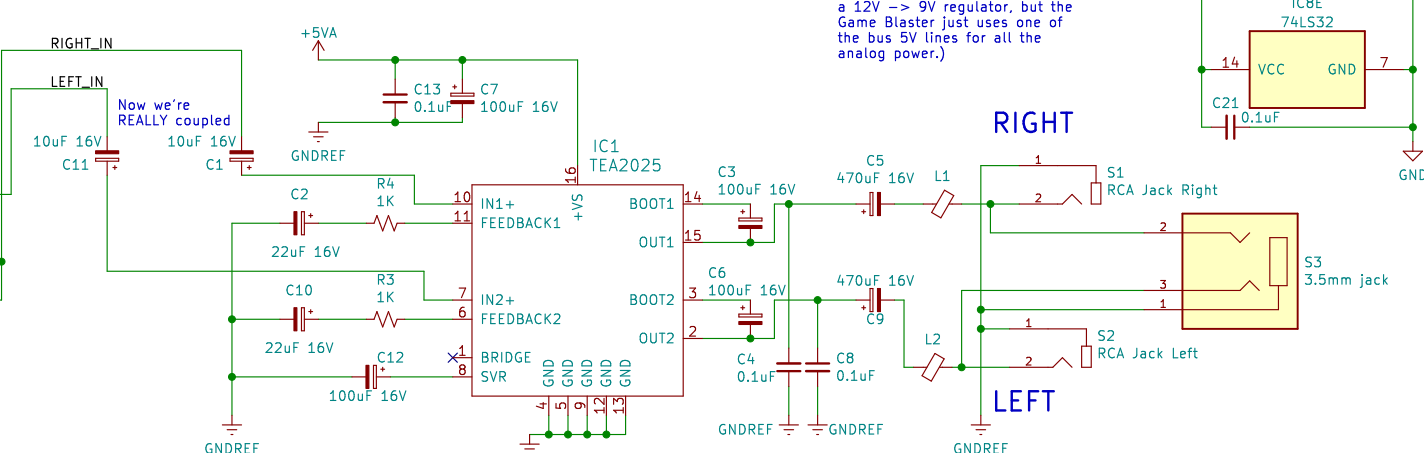 a 12V -> 9V regulator, but the
Game Blaster just uses one of
the bus 5V lines for all the
analog power.)
IC8E
74LS32
14
VCC
GND
7
C21
0.1uF
GND
RIGHT_IN
LEFT_IN
Now we're
REALLY coupled
10uF 16V
C11
10uF 16V
C1
+5VA
C13
0.1uF
C7
100uF 16V
GNDREF
IC1
TEA2025
16
+VS
C2
22uF 16V
R4
1K
10
IN1+
11
FEEDBACK1
C10
22uF 16V
R3
1K
7
IN2+
6
FEEDBACK2
1
BRIDGE
8
SVR
C12
100uF 16V
GNDREF
GND
GND
GND
GND
GND
4
5
9
12
13
BOOT1
14
OUT1
15
BOOT2
3
OUT2
2
C3
100uF 16V
C6
100uF 16V
C5
470uF 16V
470uF 16V
C9
C4
0.1uF
C8
0.1uF
GNDREF
GNDREF
L1
L2
RIGHT
1
2
S1
RCA Jack Right
2
3
1
S3
3.5mm jack
1
2
S2
RCA Jack Left
LEFT
GNDREF